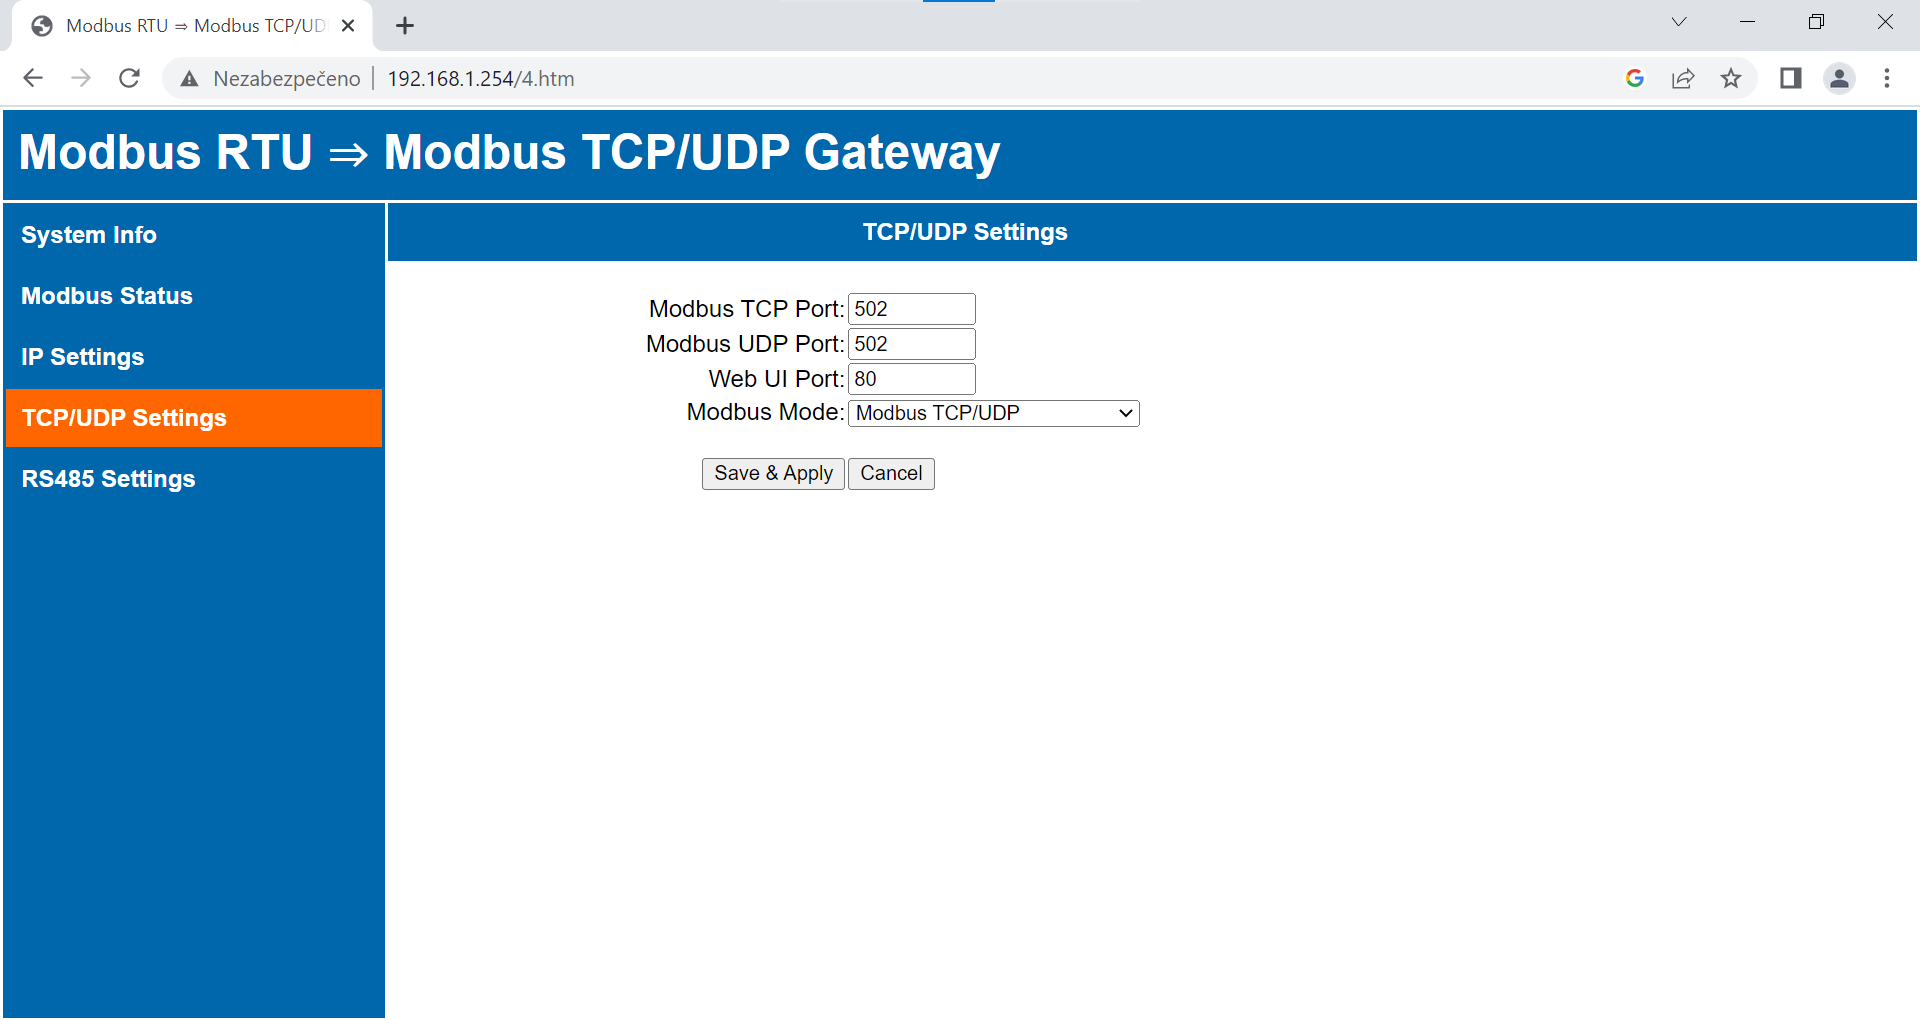 Modbus RTU ⇒ Modbus TCP/UD
Nezabezpečeno 192.168.1.254/4.htm
Modbus RTU ⇒ Modbus TCP/UDP Gateway
System Info
Modbus Status
IP Settings
TCP/UDP Settings
RS485 Settings
TCP/UDP Settings
Modbus TCP Port: 502
Modbus UDP Port: 502
Web UI Port: 80
Modbus Mode: Modbus TCP/UDP
Save & Apply Cancel